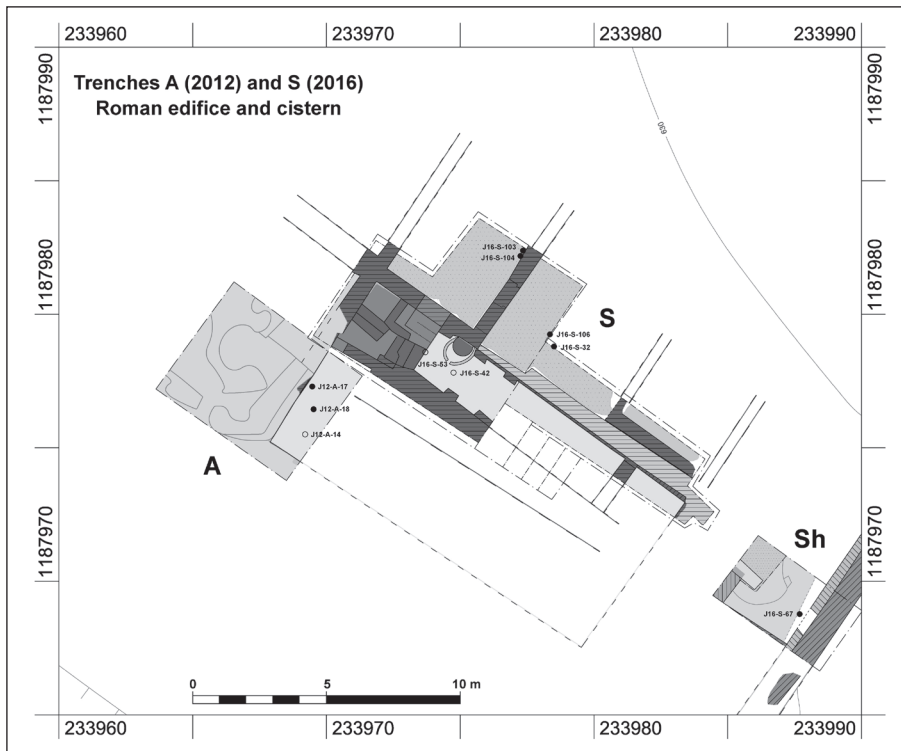 233960 233970 233980 233990
Trenches A (2012) and S (2016)
Roman edifice and cistern
1187990
1187990
630
J16-S-103
J16-S-104
1187980
1187980
S
J16-S-106
J16-S-32
J16-S-53
J16-S-42
J12-A-17
J12-A-18
J12-A-14
A
Sh
1187970
1187970
J16-S-67
0 5 10 m
233960 233970 233980 233990